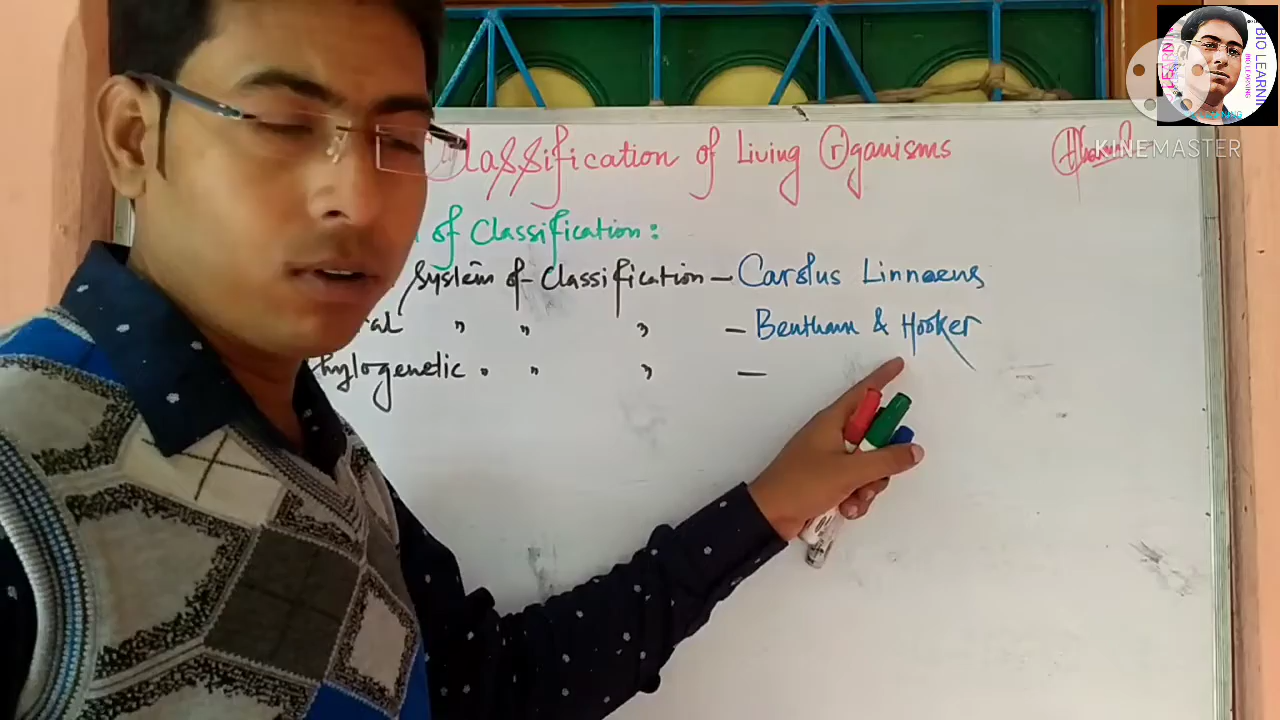 Classification of Living Organisms
of Classification:
System of Classification - Carolus Linnaeus
ral " " " - Bentham & Hooker
hylogenetic " " " -
BIO LEARNING
KINEMASTER